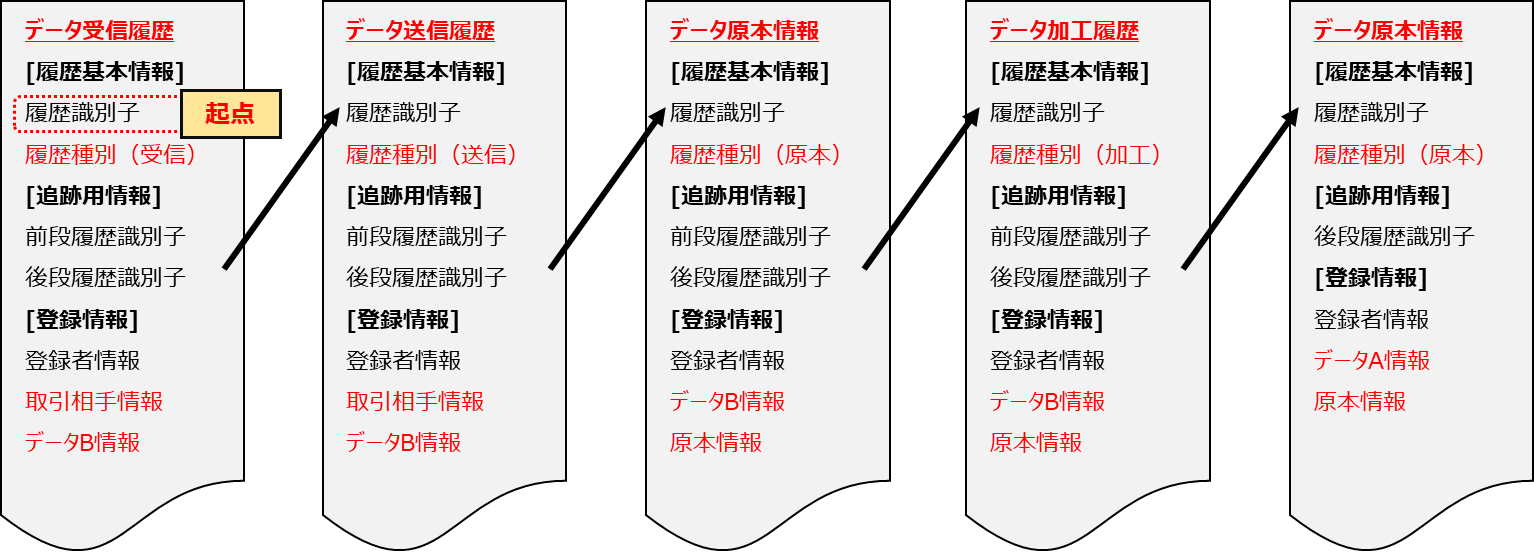 データ受信履歴
[履歴基本情報]
履歴識別子
起点
履歴種別（受信）
[追跡用情報]
前段履歴識別子
後段履歴識別子
[登録情報]
登録者情報
取引相手情報
データB情報
データ送信履歴
[履歴基本情報]
履歴識別子
履歴種別（送信）
[追跡用情報]
前段履歴識別子
後段履歴識別子
[登録情報]
登録者情報
取引相手情報
データB情報
データ原本情報
[履歴基本情報]
履歴識別子
履歴種別（原本）
[追跡用情報]
前段履歴識別子
後段履歴識別子
[登録情報]
登録者情報
データB情報
原本情報
データ加工履歴
[履歴基本情報]
履歴識別子
履歴種別（加工）
[追跡用情報]
前段履歴識別子
後段履歴識別子
[登録情報]
登録者情報
データB情報
原本情報
データ原本情報
[履歴基本情報]
履歴識別子
履歴種別（原本）
[追跡用情報]
後段履歴識別子
[登録情報]
登録者情報
データA情報
原本情報